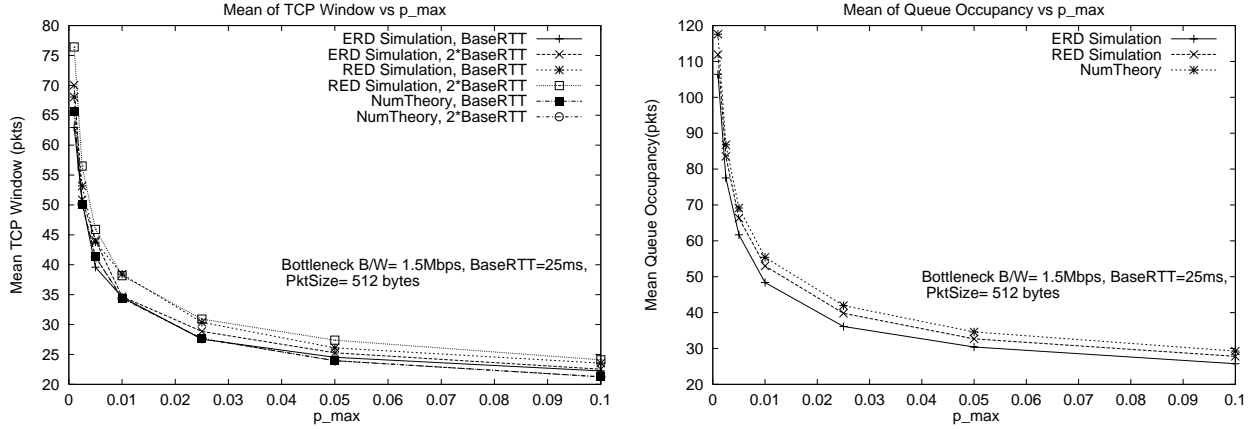 Mean of TCP Window vs p_max
Mean TCP Window (pkts)
80
75
70
65
60
55
50
45
40
35
30
25
20
ERD Simulation, BaseRTT
ERD Simulation, 2*BaseRTT
RED Simulation, BaseRTT
RED Simulation, 2*BaseRTT
NumTheory, BaseRTT
NumTheory, 2*BaseRTT
Bottleneck B/W= 1.5Mbps, BaseRTT=25ms,
PktSize= 512 bytes
0 0.01 0.02 0.03 0.04 0.05 0.06 0.07 0.08 0.09 0.1
p_max
Mean of Queue Occupancy vs p_max
Mean Queue Occupancy(pkts)
120
110
100
90
80
70
60
50
40
30
20
ERD Simulation
RED Simulation
NumTheory
Bottleneck B/W= 1.5Mbps, BaseRTT=25ms,
PktSize= 512 bytes
0 0.01 0.02 0.03 0.04 0.05 0.06 0.07 0.08 0.09 0.1
p_max